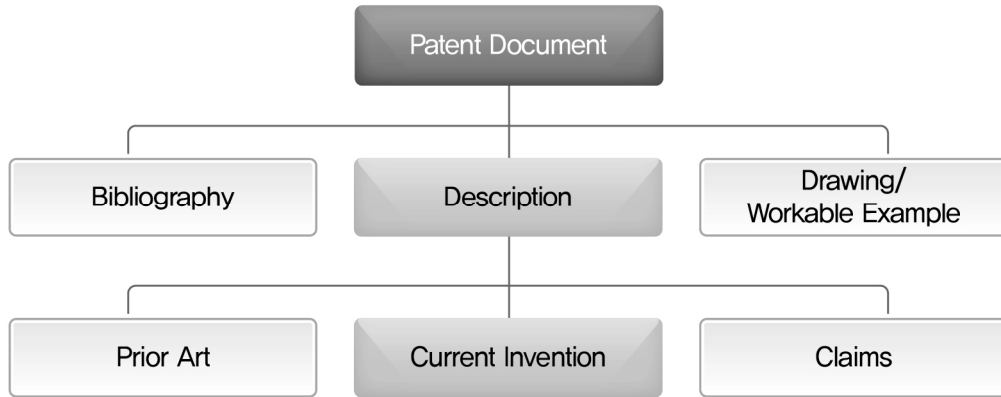 Patent Document
Bibliography
Description
Drawing/
Workable Example
Prior Art
Current Invention
Claims